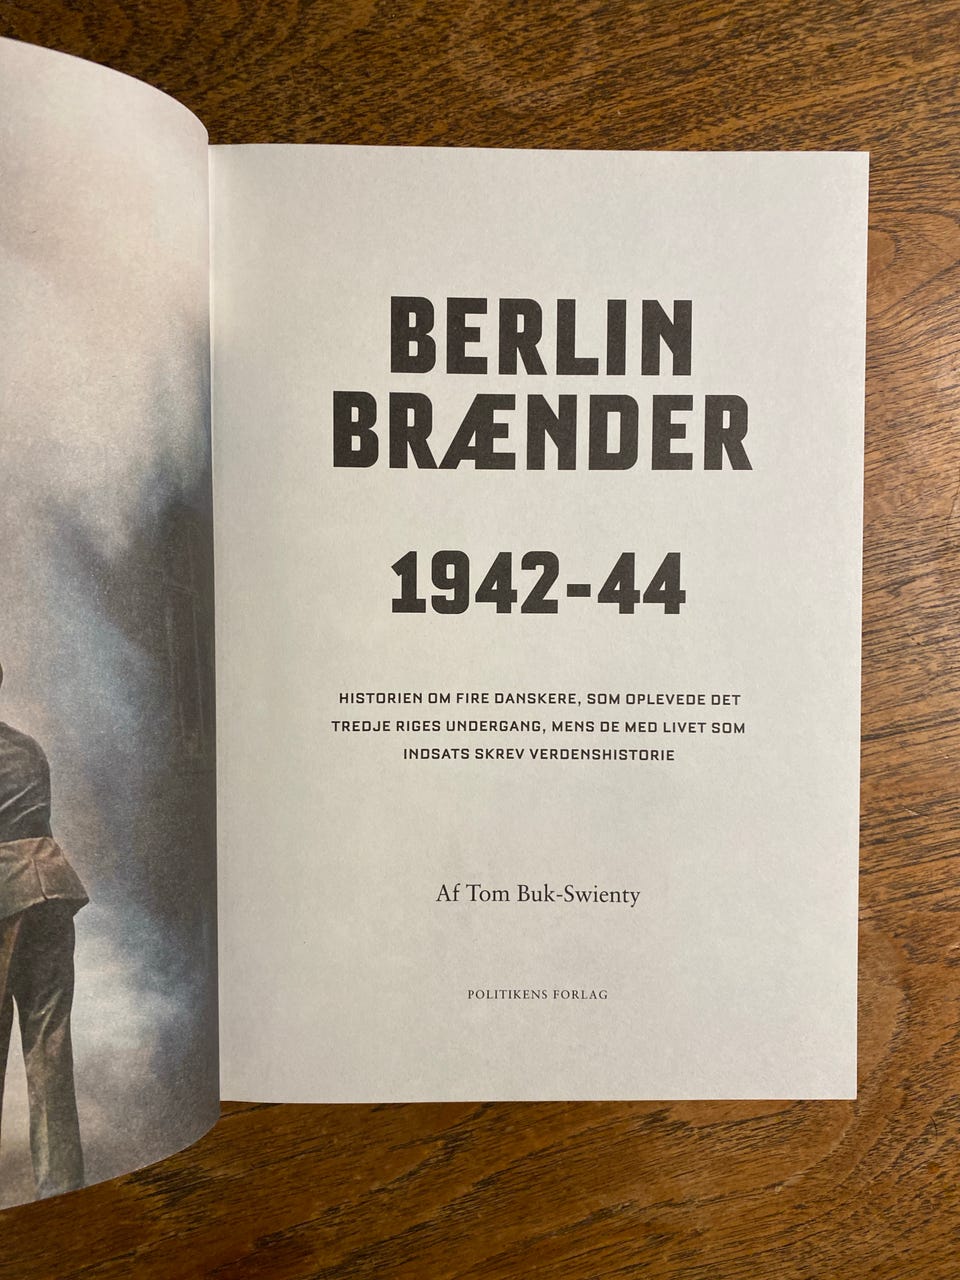 BERLIN
BRÆNDER
1942-44
HISTORIEN OM FIRE DANSKERE, SOM OPLEVEDE DET
TREDJE RIGES UNDERGANG, MENS DE MED LIVET SOM
INDSATS SKREV VERDENSHISTORIE
Af Tom Buk-Swienty
POLITIKENS FORLAG